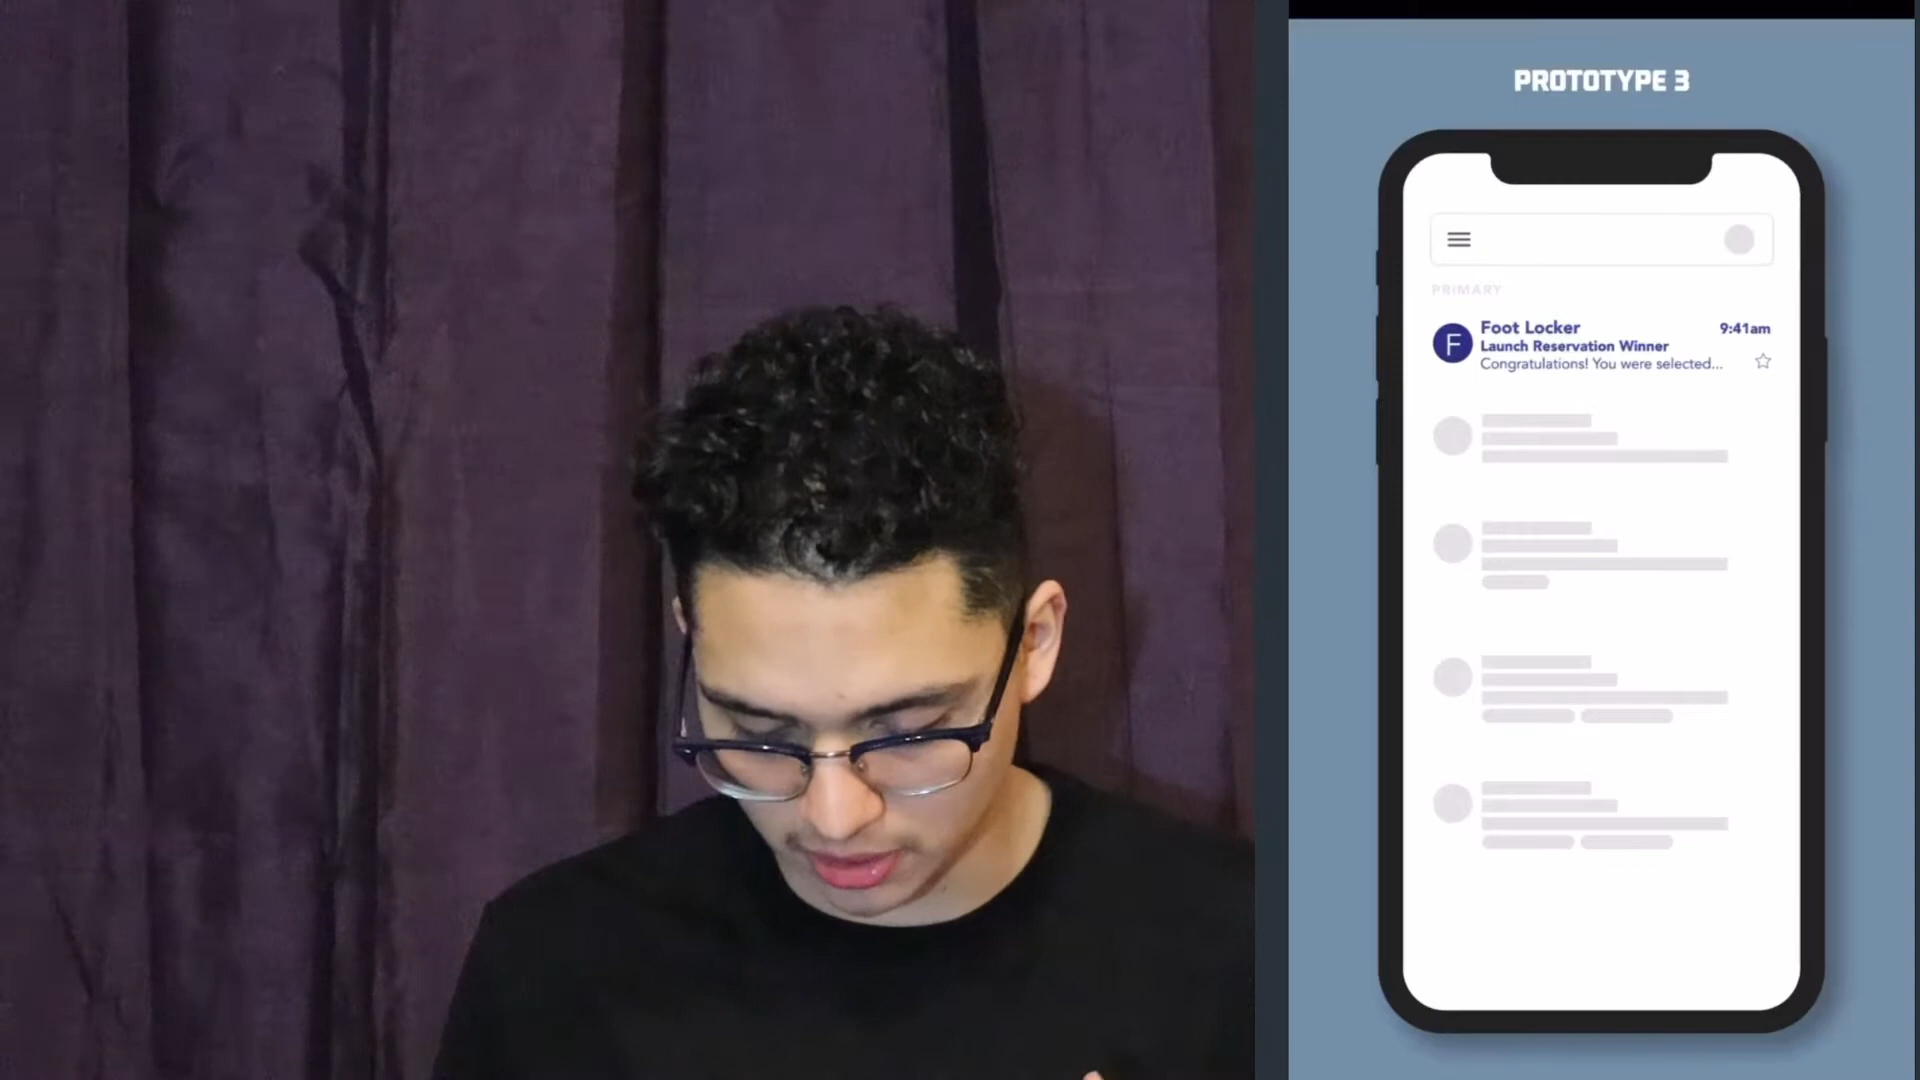 PROTOTYPE 3
PRIMARY
F
Foot Locker
9:41am
Launch Reservation Winner
Congratulations! You were selected...